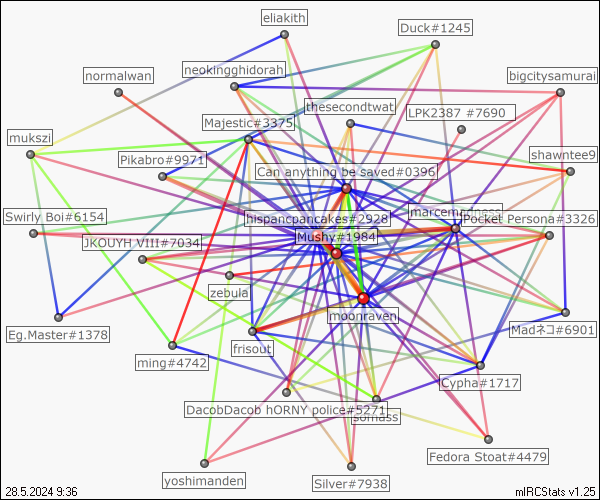 eliakith
Duck#1245
neokingghidorah
normalwan
bigcitysamurai
thesecondtwat
LPK2387 #7690
Majestic#3375
mukszi
Pikabro#9971
shawntee9
Can anything be saved#0396
Swirly Boi#6154
hispancpancakes#2928
marcemadness
Pocket Persona#3326
Mushy#1984
JKOUYH VIII#7034
zebula
moonraven
Eg.Master#1378
Madネコ#6901
frisout
ming#4742
Cypha#1717
DacobDacob hORNY police#5271
somass
Fedora Stoat#4479
yoshimanden
Silver#7938
28.5.2024 9:36
mIRCStats v1.25